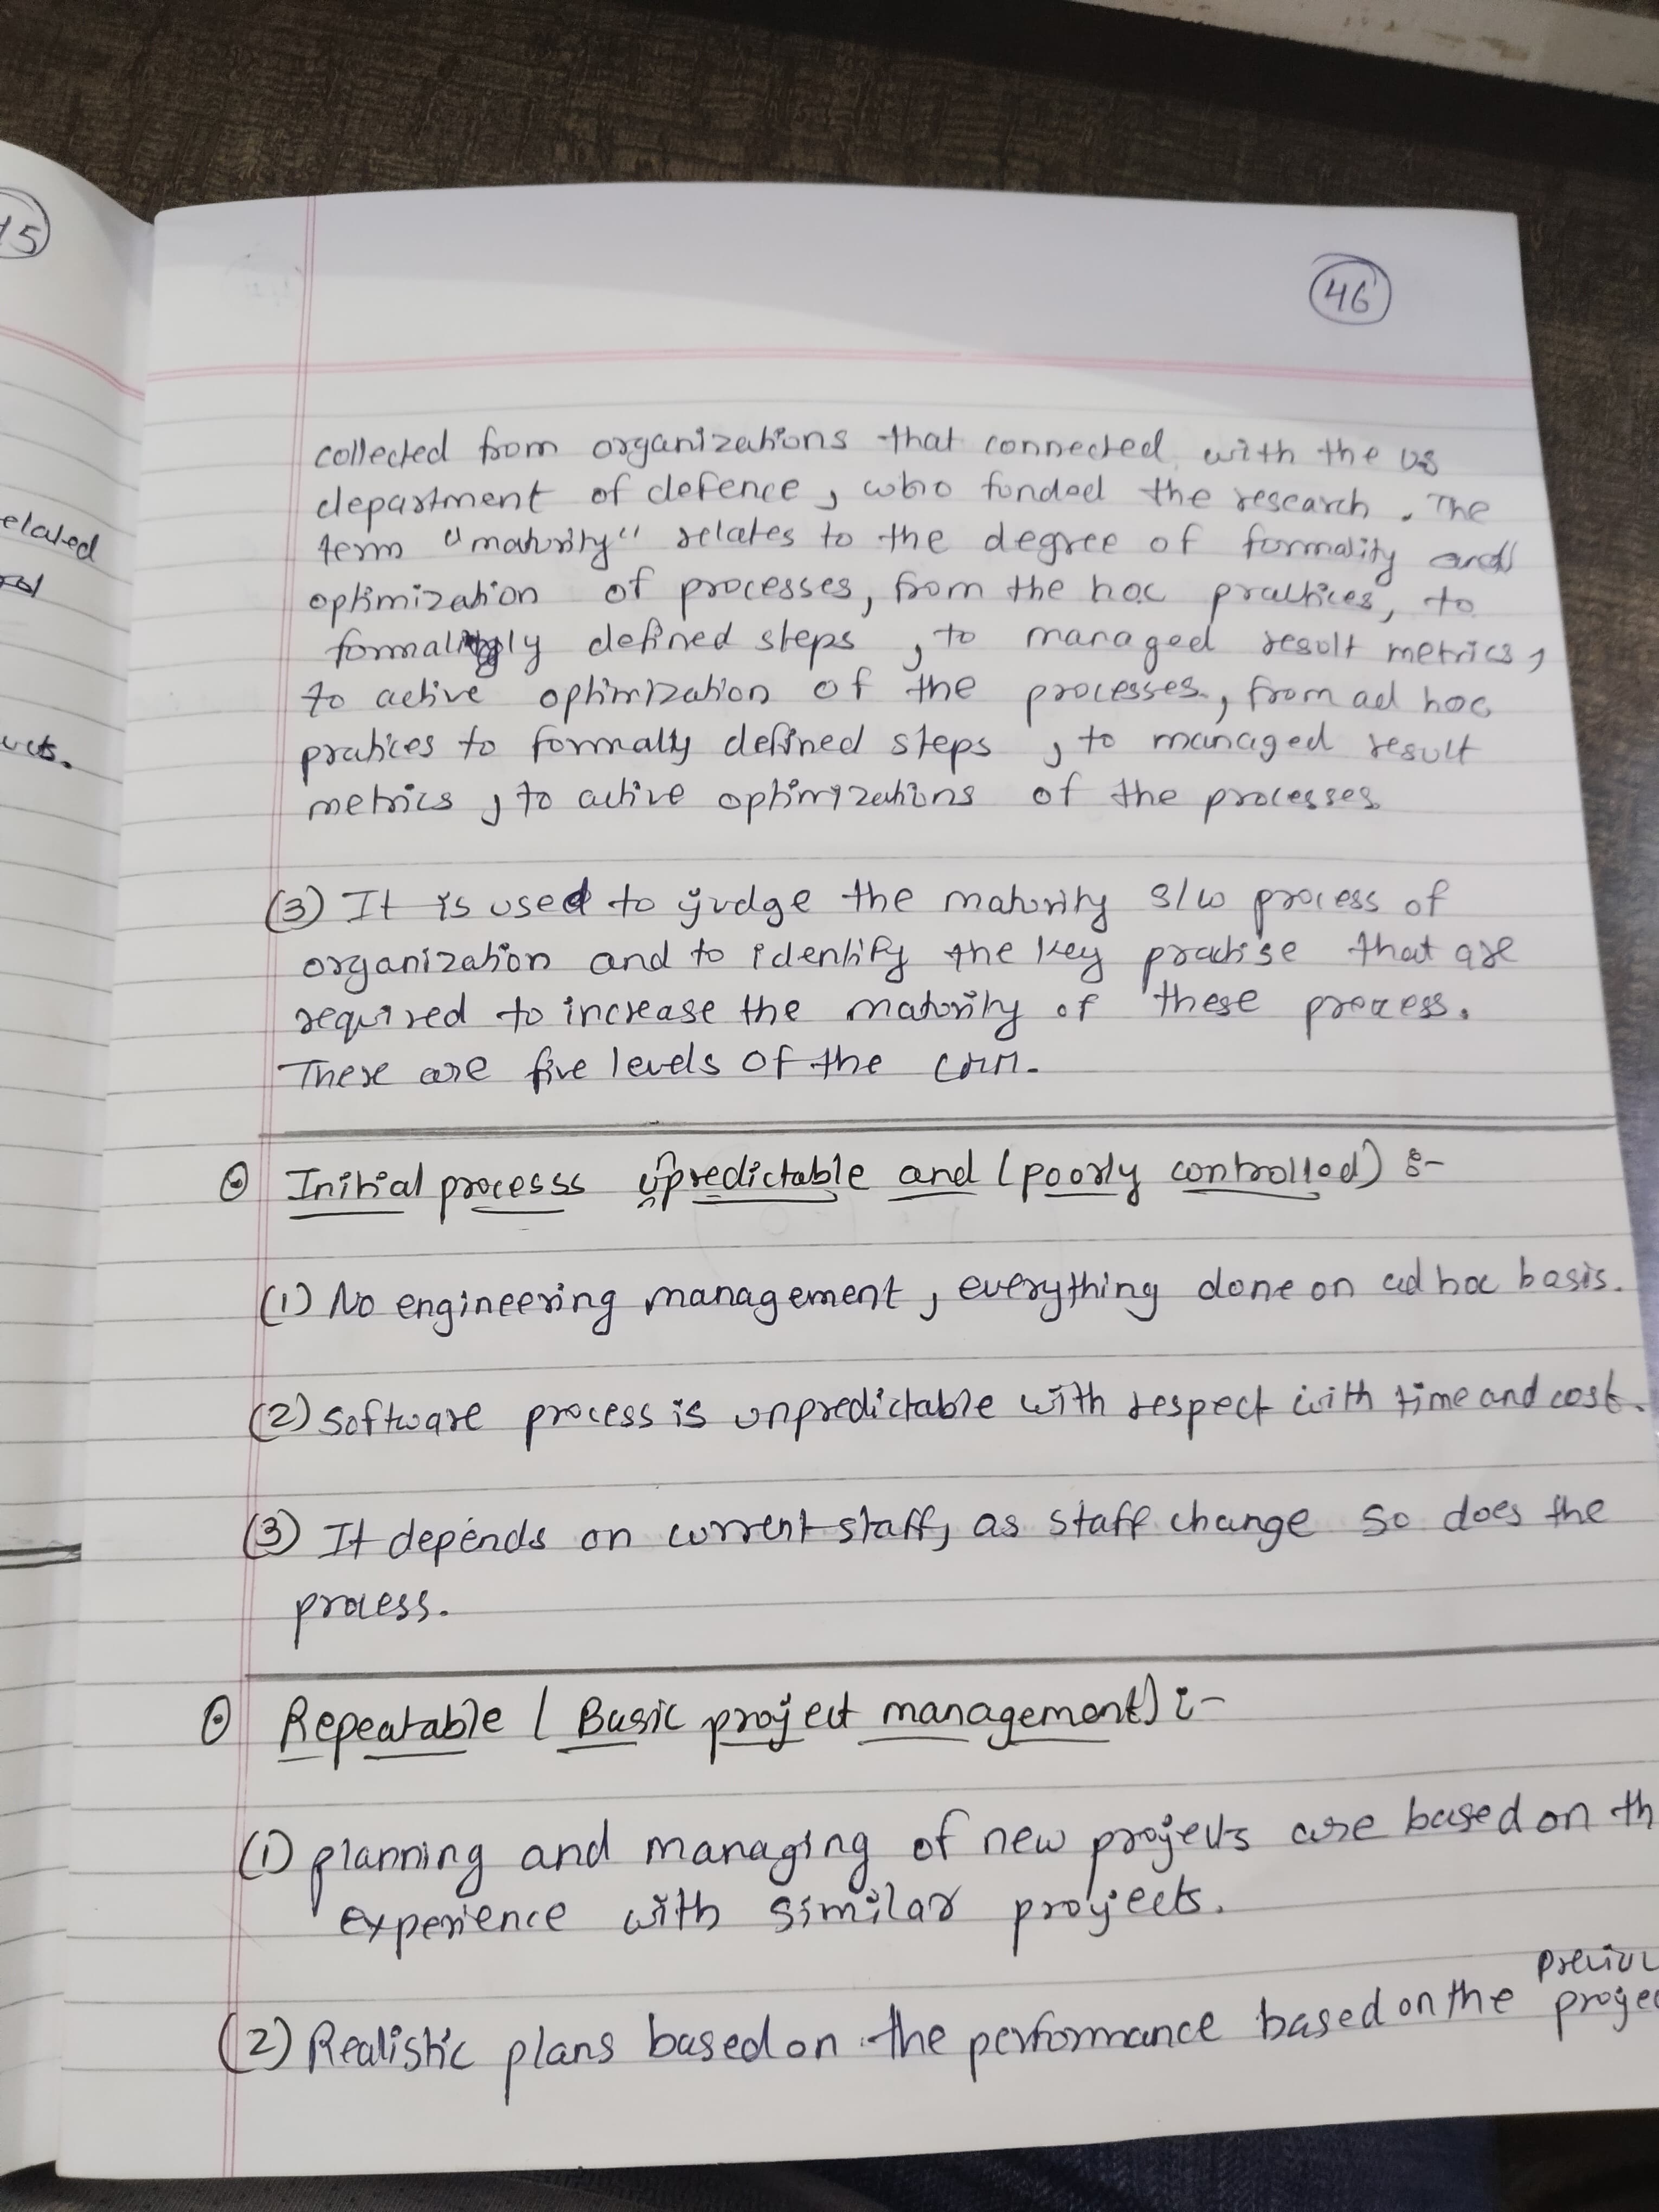 15
elated
ucts.
46
collected from organizations that connected with the US
department of defence, who funded the research. The
term "maturity" relates to the degree of formality and
optimization of processes, from the hoc pratices, to
formally defined steps, to managed result metrics,
to active optimization of the processes, from ad hoc
pratices to formally defined steps, to managed result
metrics, to active optimizations of the processes
(3) It is used to judge the maturity s/w process of
organization and to identify the key pratise that are
required to increase the maturity of these process.
There are five levels of the CMM.
Initial processs unpredictable and (poorly controlled) :-
(1) No engineering management, everything done on ad hoc basis.
(2) Software process is unpredictable with respect with time and cost.
(3) It depends on current staff, as staff change so does the
process.
Repeatable (Basic project management) :-
(1) planning and managing of new projects are based on th
experience with similar projects.
previou
(2) Realistic plans based on the performance based on the projec